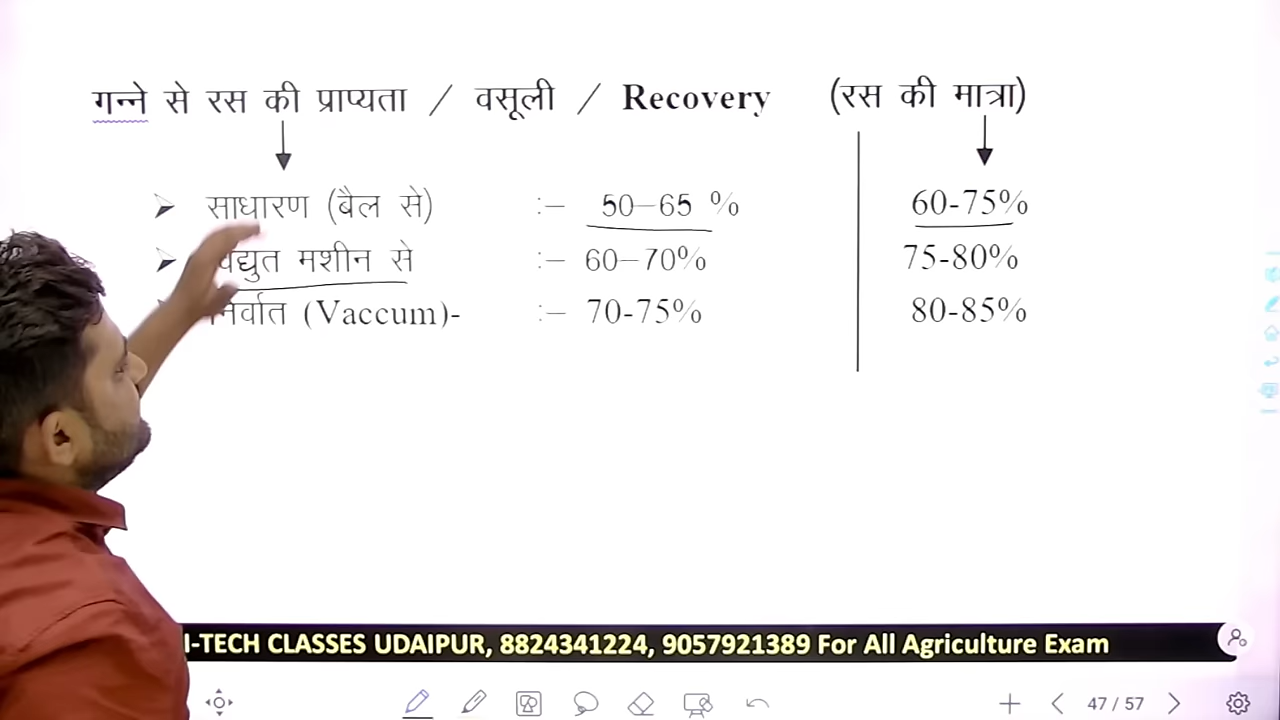 गन्ने से रस की प्राप्यता / वसूली / Recovery (रस की मात्रा)
साधारण (बैल से) :– 50–65 % 60-75%
विद्युत मशीन से :– 60–70% 75-80%
निर्वात (Vaccum)- :– 70-75% 80-85%
I-TECH CLASSES UDAIPUR, 8824341224, 9057921389 For All Agriculture Exam
47 / 57